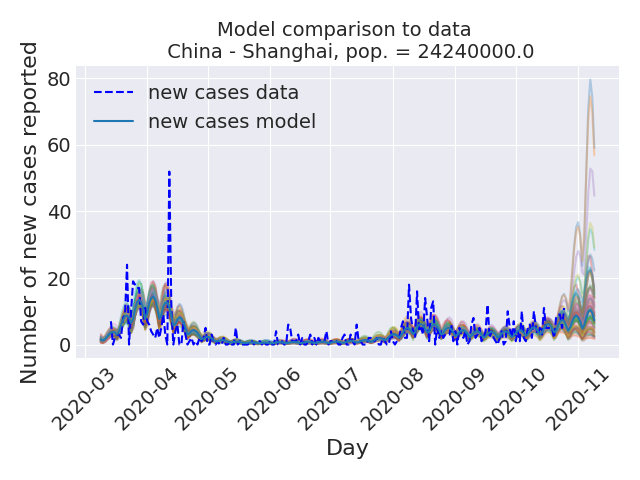 Model comparison to data
China - Shanghai, pop. = 24240000.0
Number of new cases reported
80
60
40
20
0
new cases data
new cases model
2020-03
2020-04
2020-05
2020-06
2020-07
2020-08
2020-09
2020-10
2020-11
Day